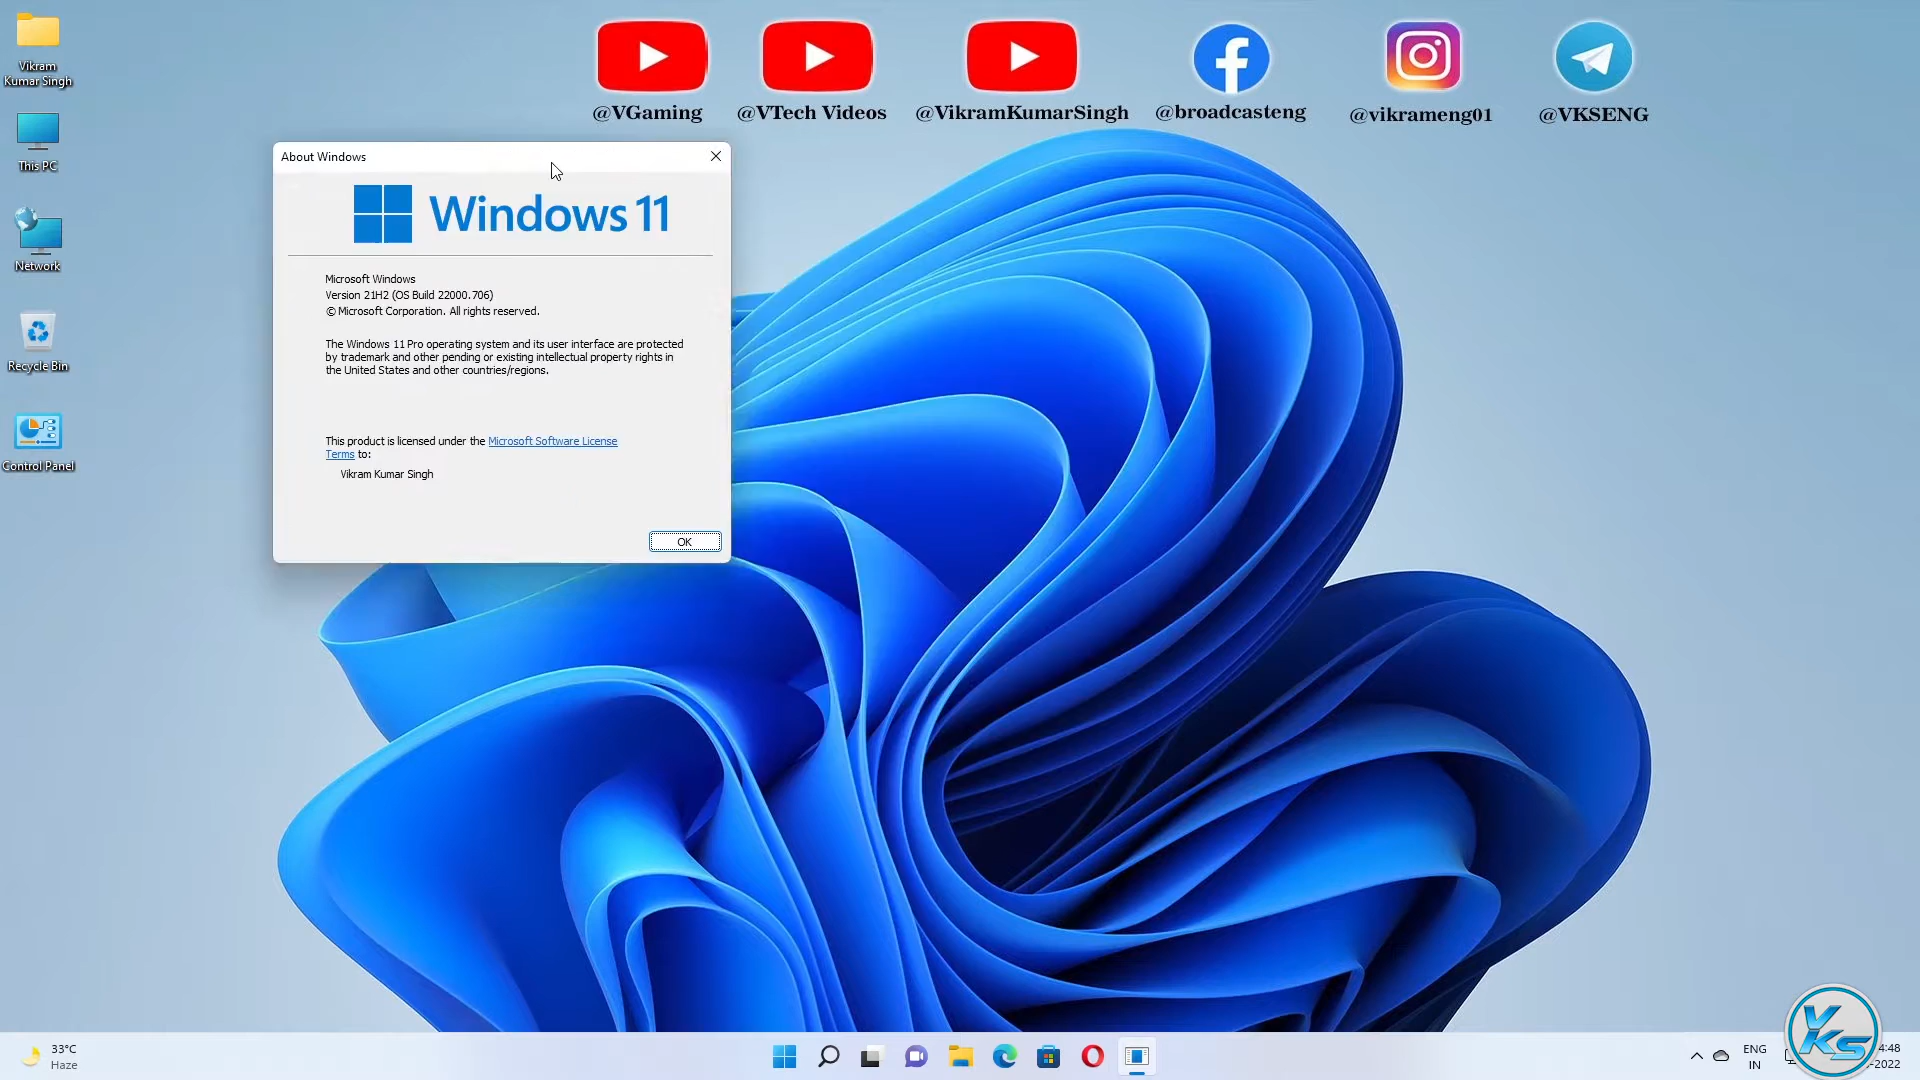 Vikram
Kumar Singh
This PC
Network
Recycle Bin
Control Panel
@VGaming
@VTech Videos
@VikramKumarSingh
@broadcasteng
@vikrameng01
@VKSENG
About Windows
Windows 11
Microsoft Windows
Version 21H2 (OS Build 22000.706)
© Microsoft Corporation. All rights reserved.
The Windows 11 Pro operating system and its user interface are protected
by trademark and other pending or existing intellectual property rights in
the United States and other countries/regions.
This product is licensed under the Microsoft Software License
Terms to:
Vikram Kumar Singh
OK
33°C
Haze
ENG
IN
4:48
-2022
VKS